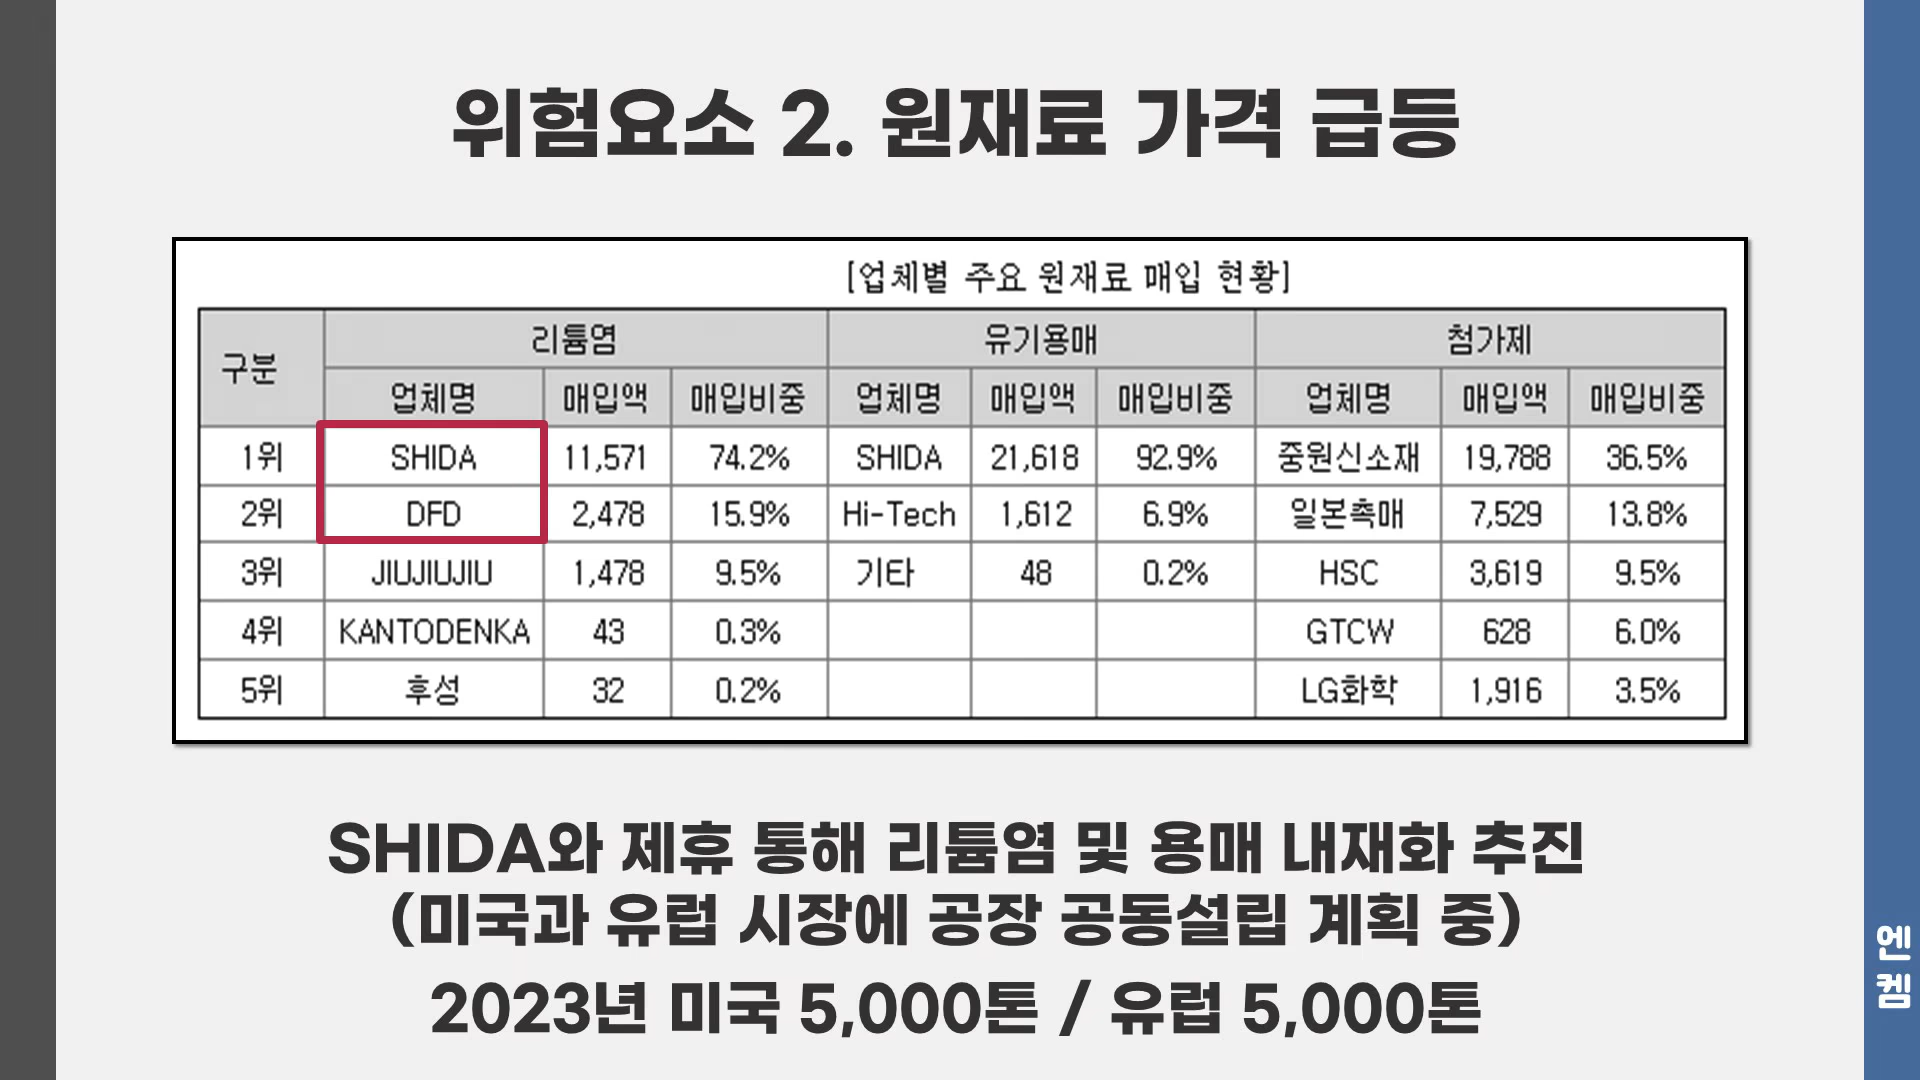 위험요소 2. 원재료 가격 급등
[업체별 주요 원재료 매입 현황]
구분 리튬염 유기용매 첨가제
업체명 매입액 매입비중 업체명 매입액 매입비중 업체명 매입액 매입비중
1위 SHIDA 11,571 74.2% SHIDA 21,618 92.9% 중원신소재 19,788 36.5%
2위 DFD 2,478 15.9% Hi-Tech 1,612 6.9% 일본촉매 7,529 13.8%
3위 JIUJIUJIU 1,478 9.5% 기타 48 0.2% HSC 3,619 9.5%
4위 KANTODENKA 43 0.3% GTCW 628 6.0%
5위 후성 32 0.2% LG화학 1,916 3.5%
SHIDA와 제휴 통해 리튬염 및 용매 내재화 추진
(미국과 유럽 시장에 공장 공동설립 계획 중)
2023년 미국 5,000톤 / 유럽 5,000톤
엔켐